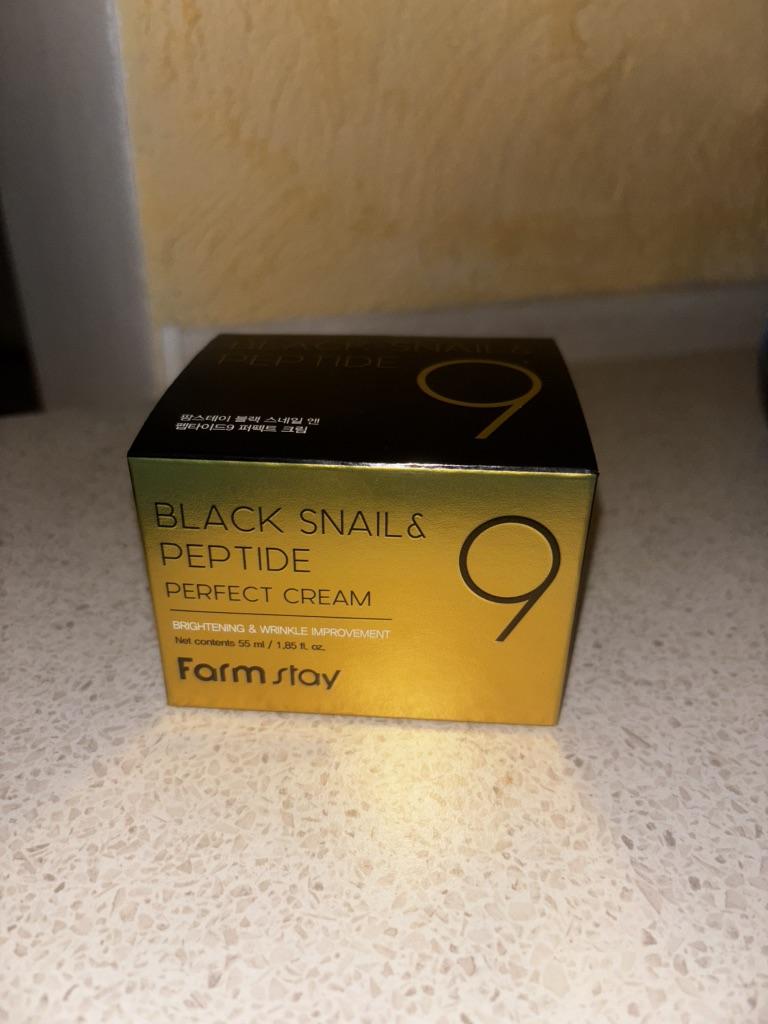 BLACK SNAIL &
PEPTIDE
9
팜스테이 블랙 스네일 앤
펩타이드9 퍼펙트 크림
BLACK SNAIL&
PEPTIDE
9
PERFECT CREAM
BRIGHTENING & WRINKLE IMPROVEMENT
Net contents 55 ml / 1,85 fl. oz.
Farm stay